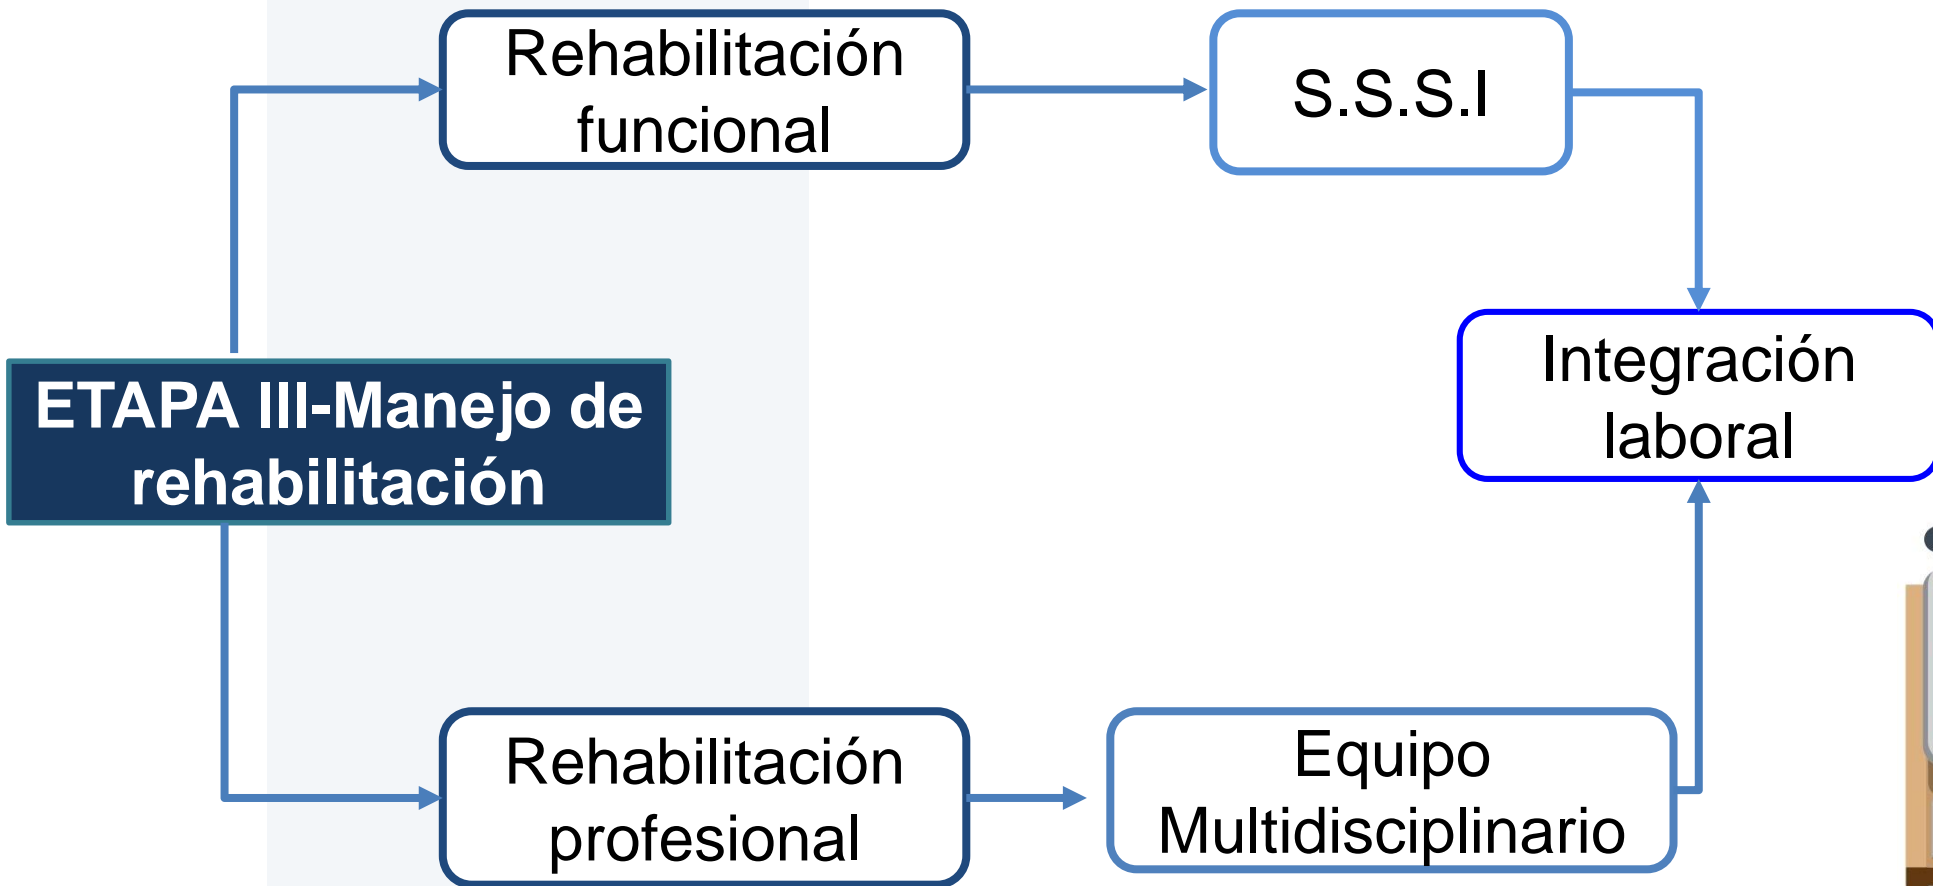 Rehabilitación
funcional
S.S.S.I
ETAPA III-Manejo de
rehabilitación
Integración
laboral
Rehabilitación
profesional
Equipo
Multidisciplinario